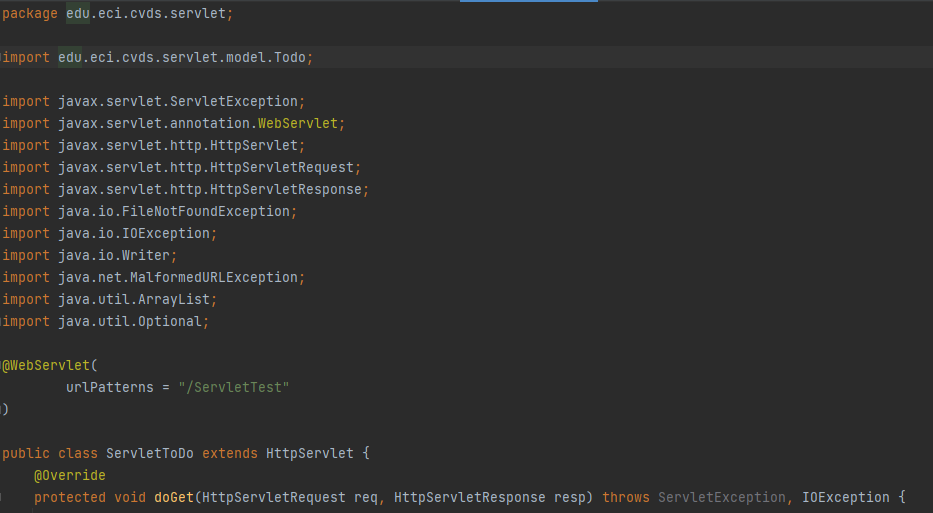 package edu.eci.cvds.servlet;
import edu.eci.cvds.servlet.model.Todo;
import javax.servlet.ServletException;
import javax.servlet.annotation.WebServlet;
import javax.servlet.http.HttpServlet;
import javax.servlet.http.HttpServletRequest;
import javax.servlet.http.HttpServletResponse;
import java.io.FileNotFoundException;
import java.io.IOException;
import java.io.Writer;
import java.net.MalformedURLException;
import java.util.ArrayList;
import java.util.Optional;
@WebServlet(
urlPatterns = "/ServletTest"
)
public class ServletToDo extends HttpServlet {
@Override
protected void doGet(HttpServletRequest req, HttpServletResponse resp) throws ServletException, IOException {